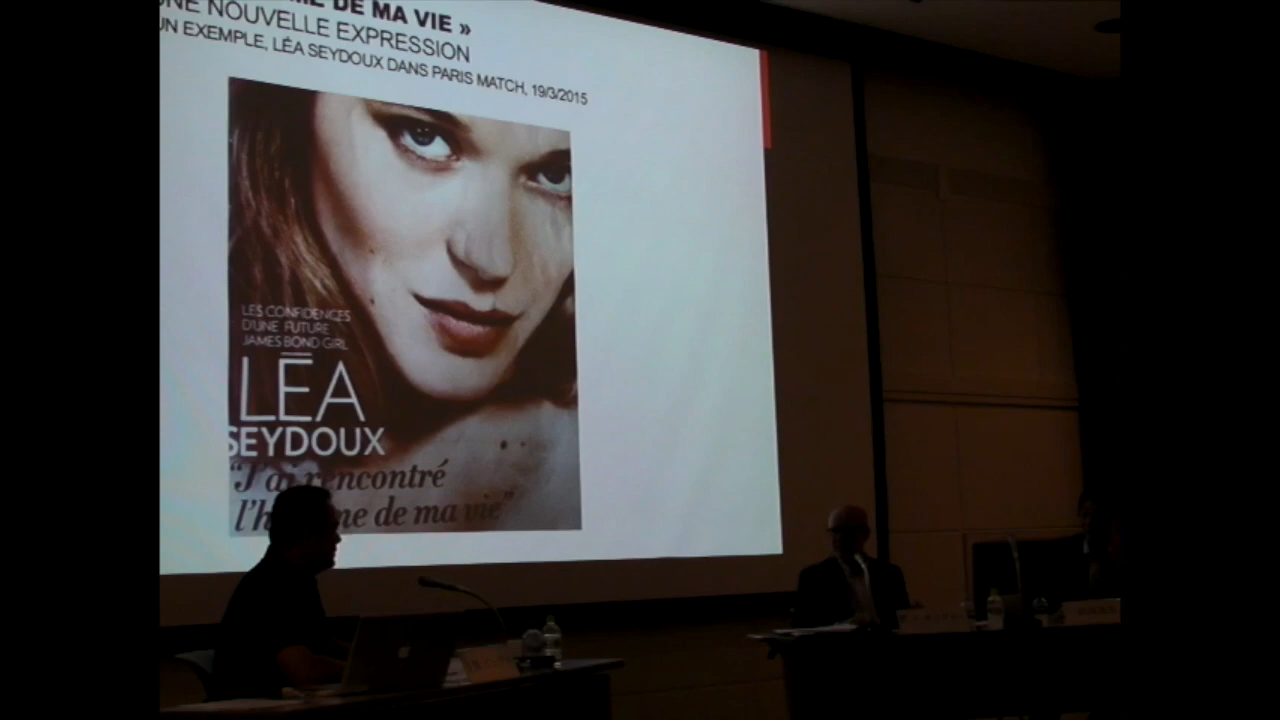 ME DE MA VIE »
UNE NOUVELLE EXPRESSION
UN EXEMPLE, LÉA SEYDOUX DANS PARIS MATCH, 19/3/2015
LES CONFIDENCES
D'UNE FUTURE
JAMES BOND GIRL
LÉA
SEYDOUX
"J'ai rencontré
l'h me de ma vie"